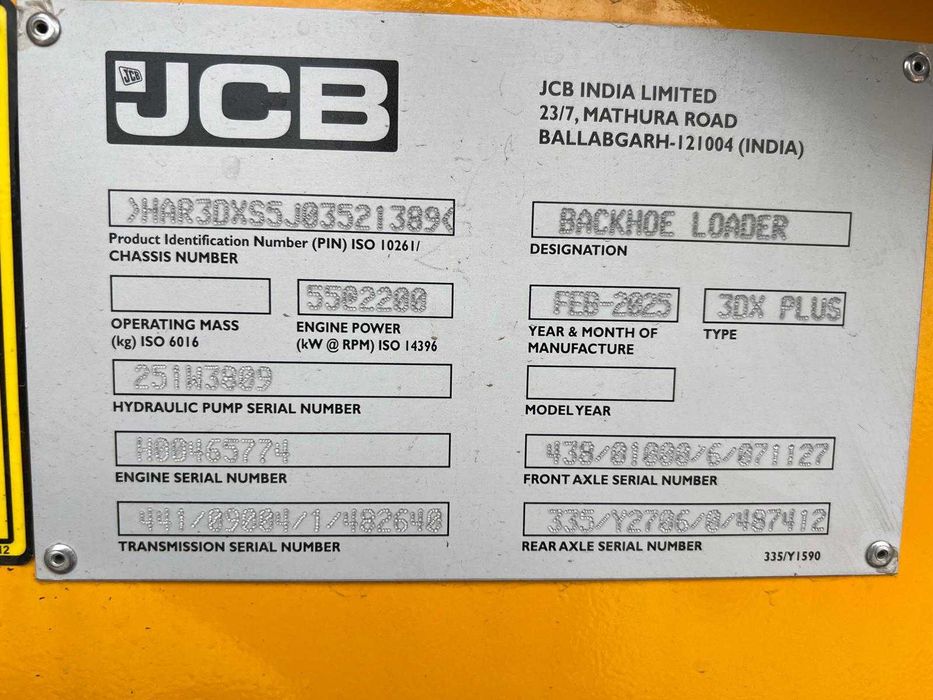 JCB
JCB
JCB INDIA LIMITED
23/7, MATHURA ROAD
BALLABGARH-121004 (INDIA)
>HAR3DXSSJ03521389<
Product Identification Number (PIN) ISO 10261/
CHASSIS NUMBER
BACKHOE LOADER
DESIGNATION
OPERATING MASS
(kg) ISO 6016
55@2200
ENGINE POWER
(kW @ RPM) ISO 14396
FEB-2025
YEAR & MONTH OF
MANUFACTURE
3DX PLUS
TYPE
251W3809
HYDRAULIC PUMP SERIAL NUMBER
MODEL YEAR
H00465774
ENGINE SERIAL NUMBER
438/01000/6/071127
FRONT AXLE SERIAL NUMBER
441/09004/1/482640
TRANSMISSION SERIAL NUMBER
335/Y2706/0/487412
REAR AXLE SERIAL NUMBER
335/Y1590
12